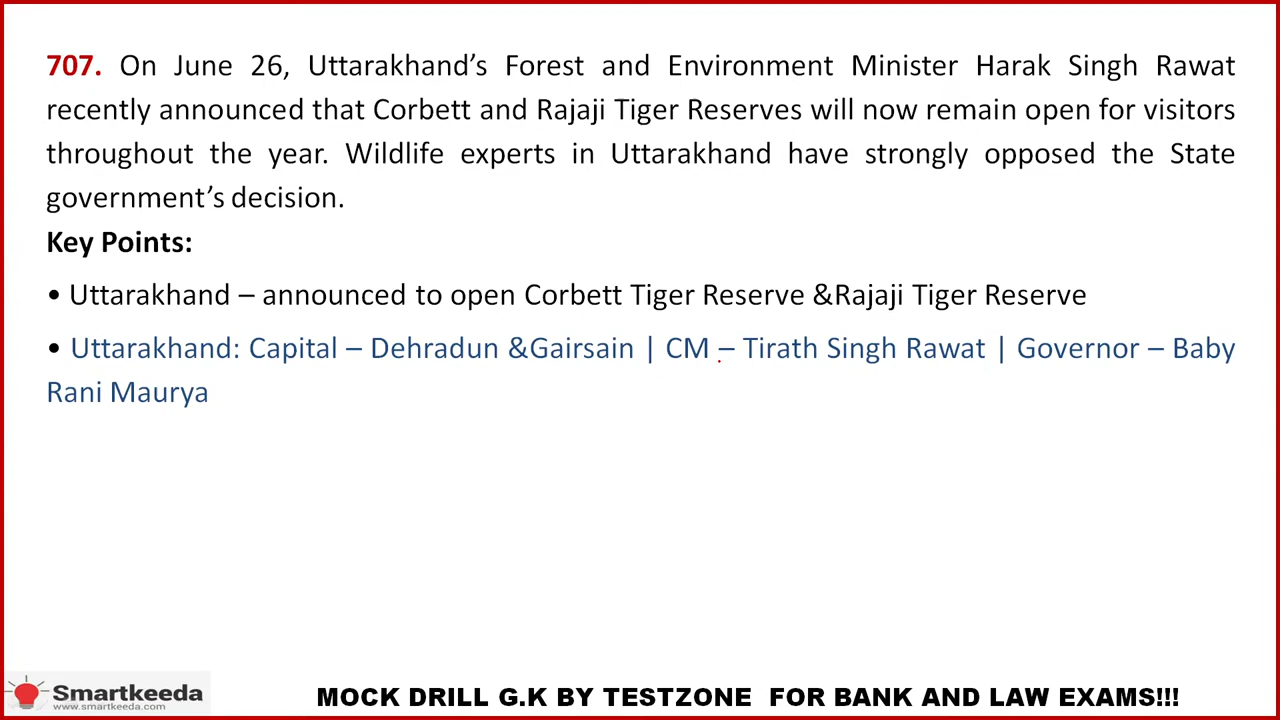 707. On June 26, Uttarakhand’s Forest and Environment Minister Harak Singh Rawat
recently announced that Corbett and Rajaji Tiger Reserves will now remain open for visitors
throughout the year. Wildlife experts in Uttarakhand have strongly opposed the State
government’s decision.
Key Points:
• Uttarakhand – announced to open Corbett Tiger Reserve &Rajaji Tiger Reserve
• Uttarakhand: Capital – Dehradun &Gairsain | CM – Tirath Singh Rawat | Governor – Baby
Rani Maurya
Smartkeeda
www.smartkeeda.com
MOCK DRILL G.K BY TESTZONE FOR BANK AND LAW EXAMS!!!